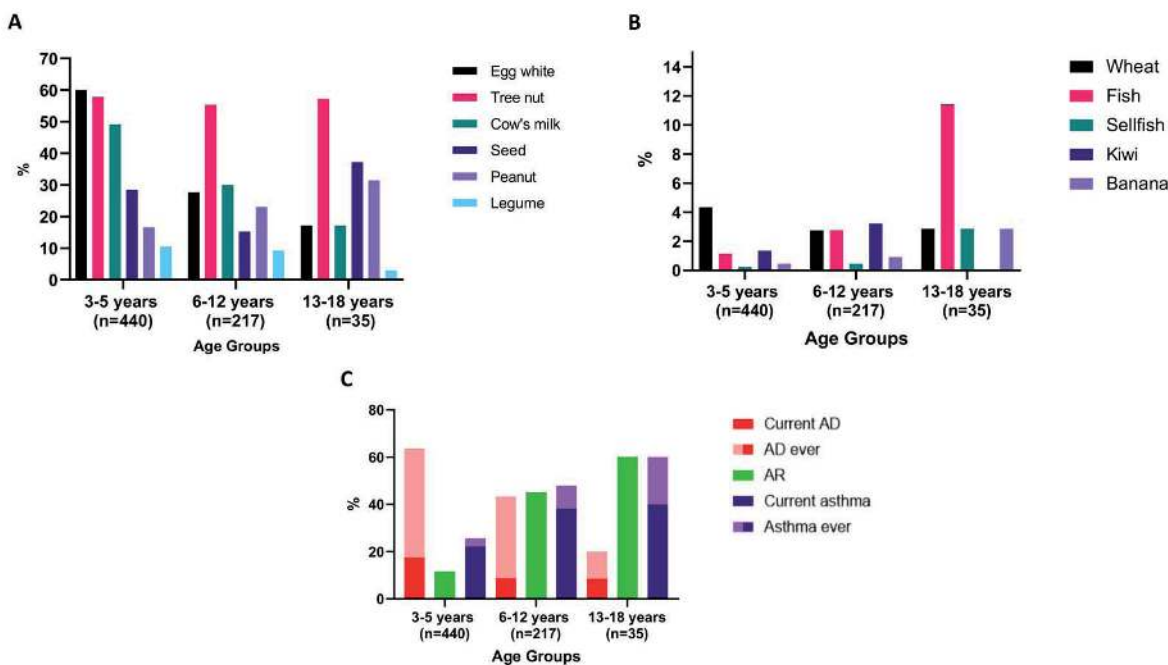 A
70
60
50
40
30
20
10
0
%
3-5 years
(n=440)
6-12 years
(n=217)
13-18 years
(n=35)
Age Groups
Egg white
Tree nut
Cow's milk
Seed
Peanut
Legume
B
14
12
10
8
6
4
2
0
%
3-5 years
(n=440)
6-12 years
(n=217)
13-18 years
(n=35)
Age Groups
Wheat
Fish
Sellfish
Kiwi
Banana
C
80
60
40
20
0
%
3-5 years
(n=440)
6-12 years
(n=217)
13-18 years
(n=35)
Age Groups
Current AD
AD ever
AR
Current asthma
Asthma ever